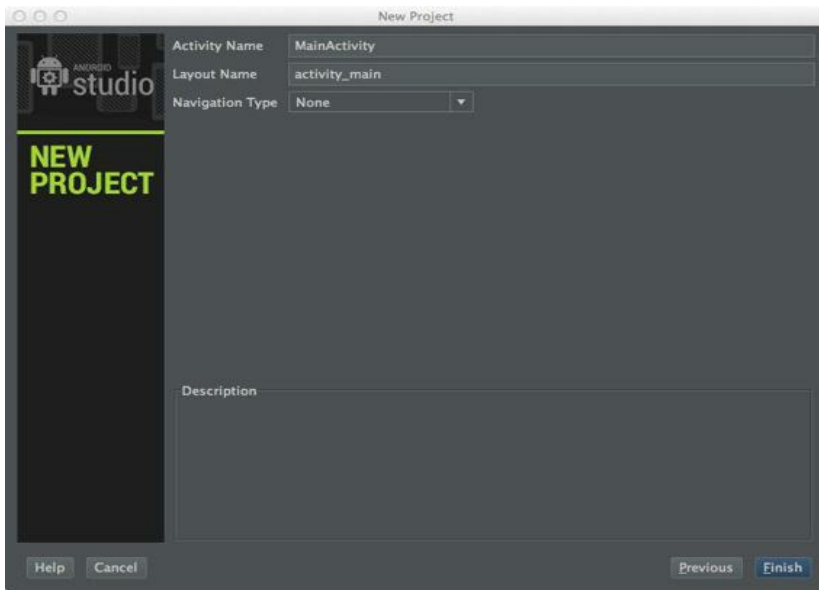 New Project
ANDROID
studio
NEW
PROJECT
Activity Name MainActivity
Layout Name activity_main
Navigation Type None
Description
Help Cancel Previous Finish